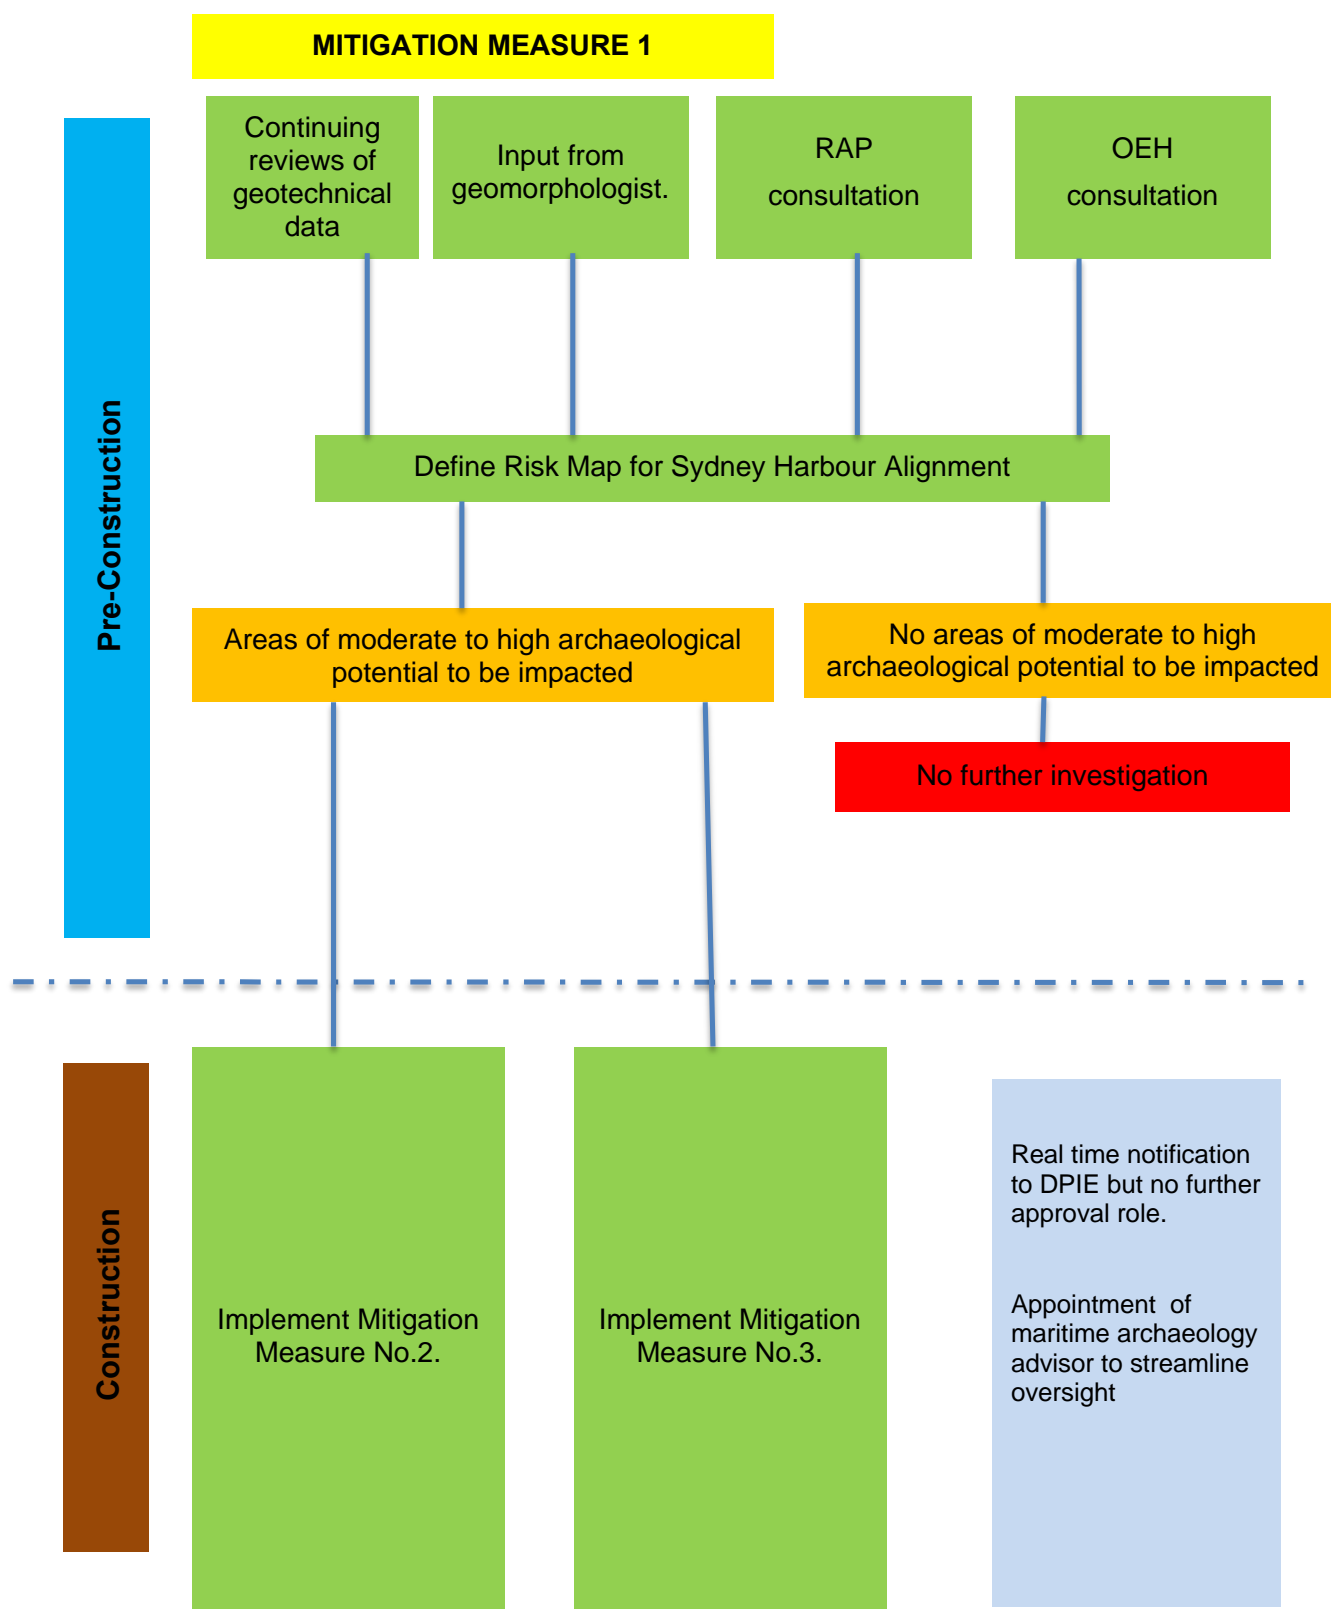 MITIGATION MEASURE 1
Continuing
reviews of
geotechnical
data
Input from
geomorphologist.
RAP
consultation
OEH
consultation
Pre-Construction
Define Risk Map for Sydney Harbour Alignment
Areas of moderate to high archaeological
potential to be impacted
No areas of moderate to high
archaeological potential to be impacted
No further investigation
Construction
Implement Mitigation
Measure No.2.
Implement Mitigation
Measure No.3.
Real time notification
to DPIE but no further
approval role.
Appointment of
maritime archaeology
advisor to streamline
oversight